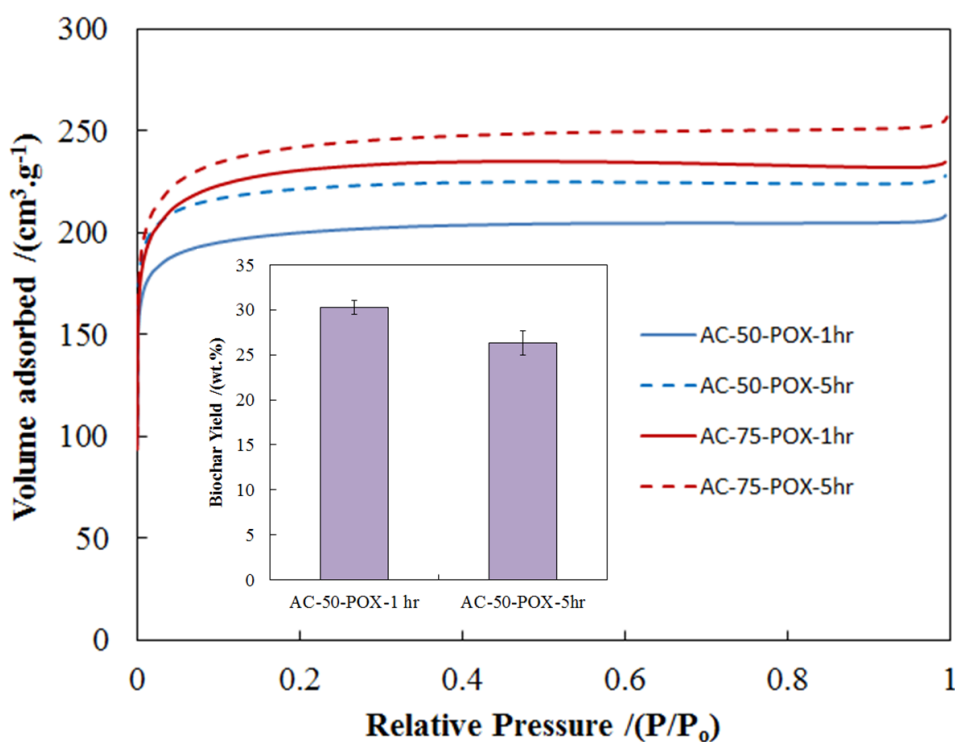 300
250
200
150
100
50
0
Volume adsorbed /(cm³.g⁻¹)
0
0.2
0.4
0.6
0.8
1
Relative Pressure /(P/Pₒ)
AC-50-POX-1hr
AC-50-POX-5hr
AC-75-POX-1hr
AC-75-POX-5hr
35
30
25
20
15
10
5
0
Biochar Yield /(wt.%)
AC-50-POX-1 hr
AC-50-POX-5hr